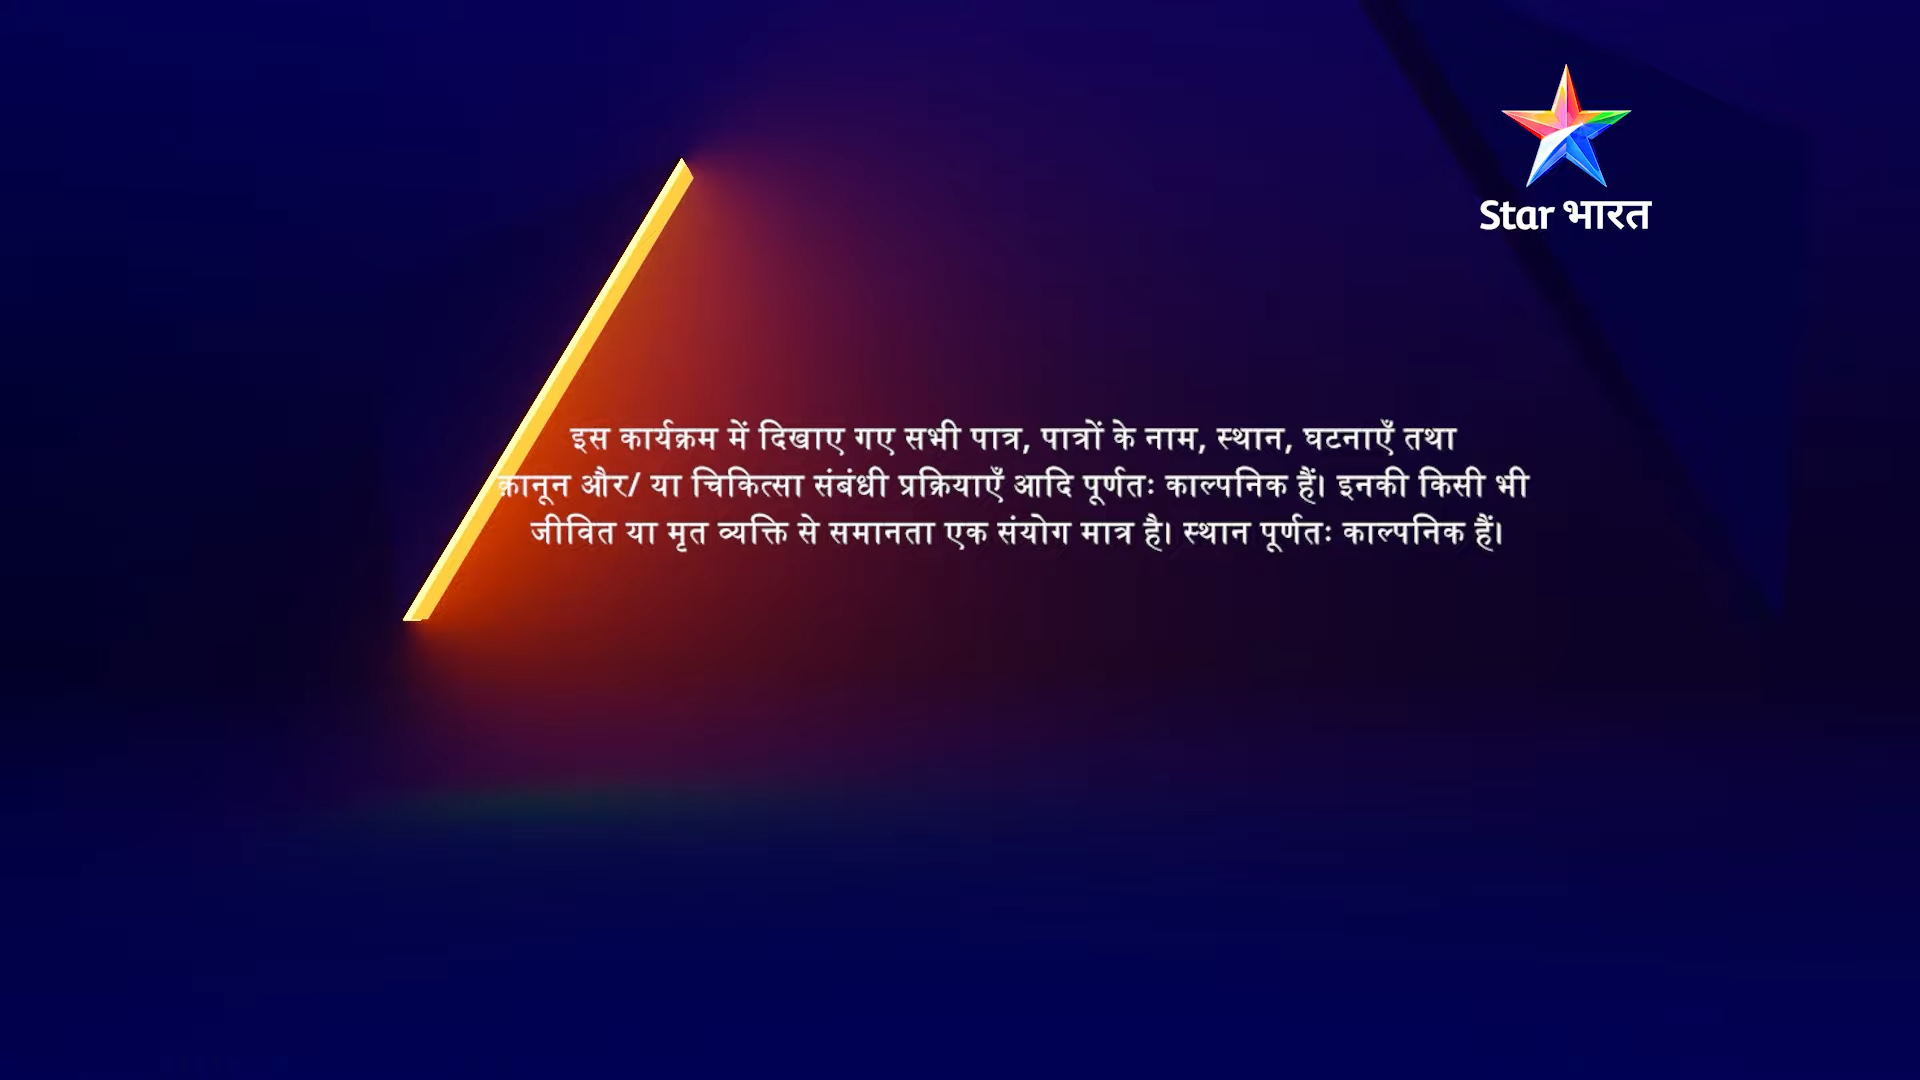 Star भारत
इस कार्यक्रम में दिखाए गए सभी पात्र, पात्रों के नाम, स्थान, घटनाएँ तथा
क़ानून और/ या चिकित्सा संबंधी प्रक्रियाएँ आदि पूर्णतः काल्पनिक हैं। इनकी किसी भी
जीवित या मृत व्यक्ति से समानता एक संयोग मात्र है। स्थान पूर्णतः काल्पनिक हैं।